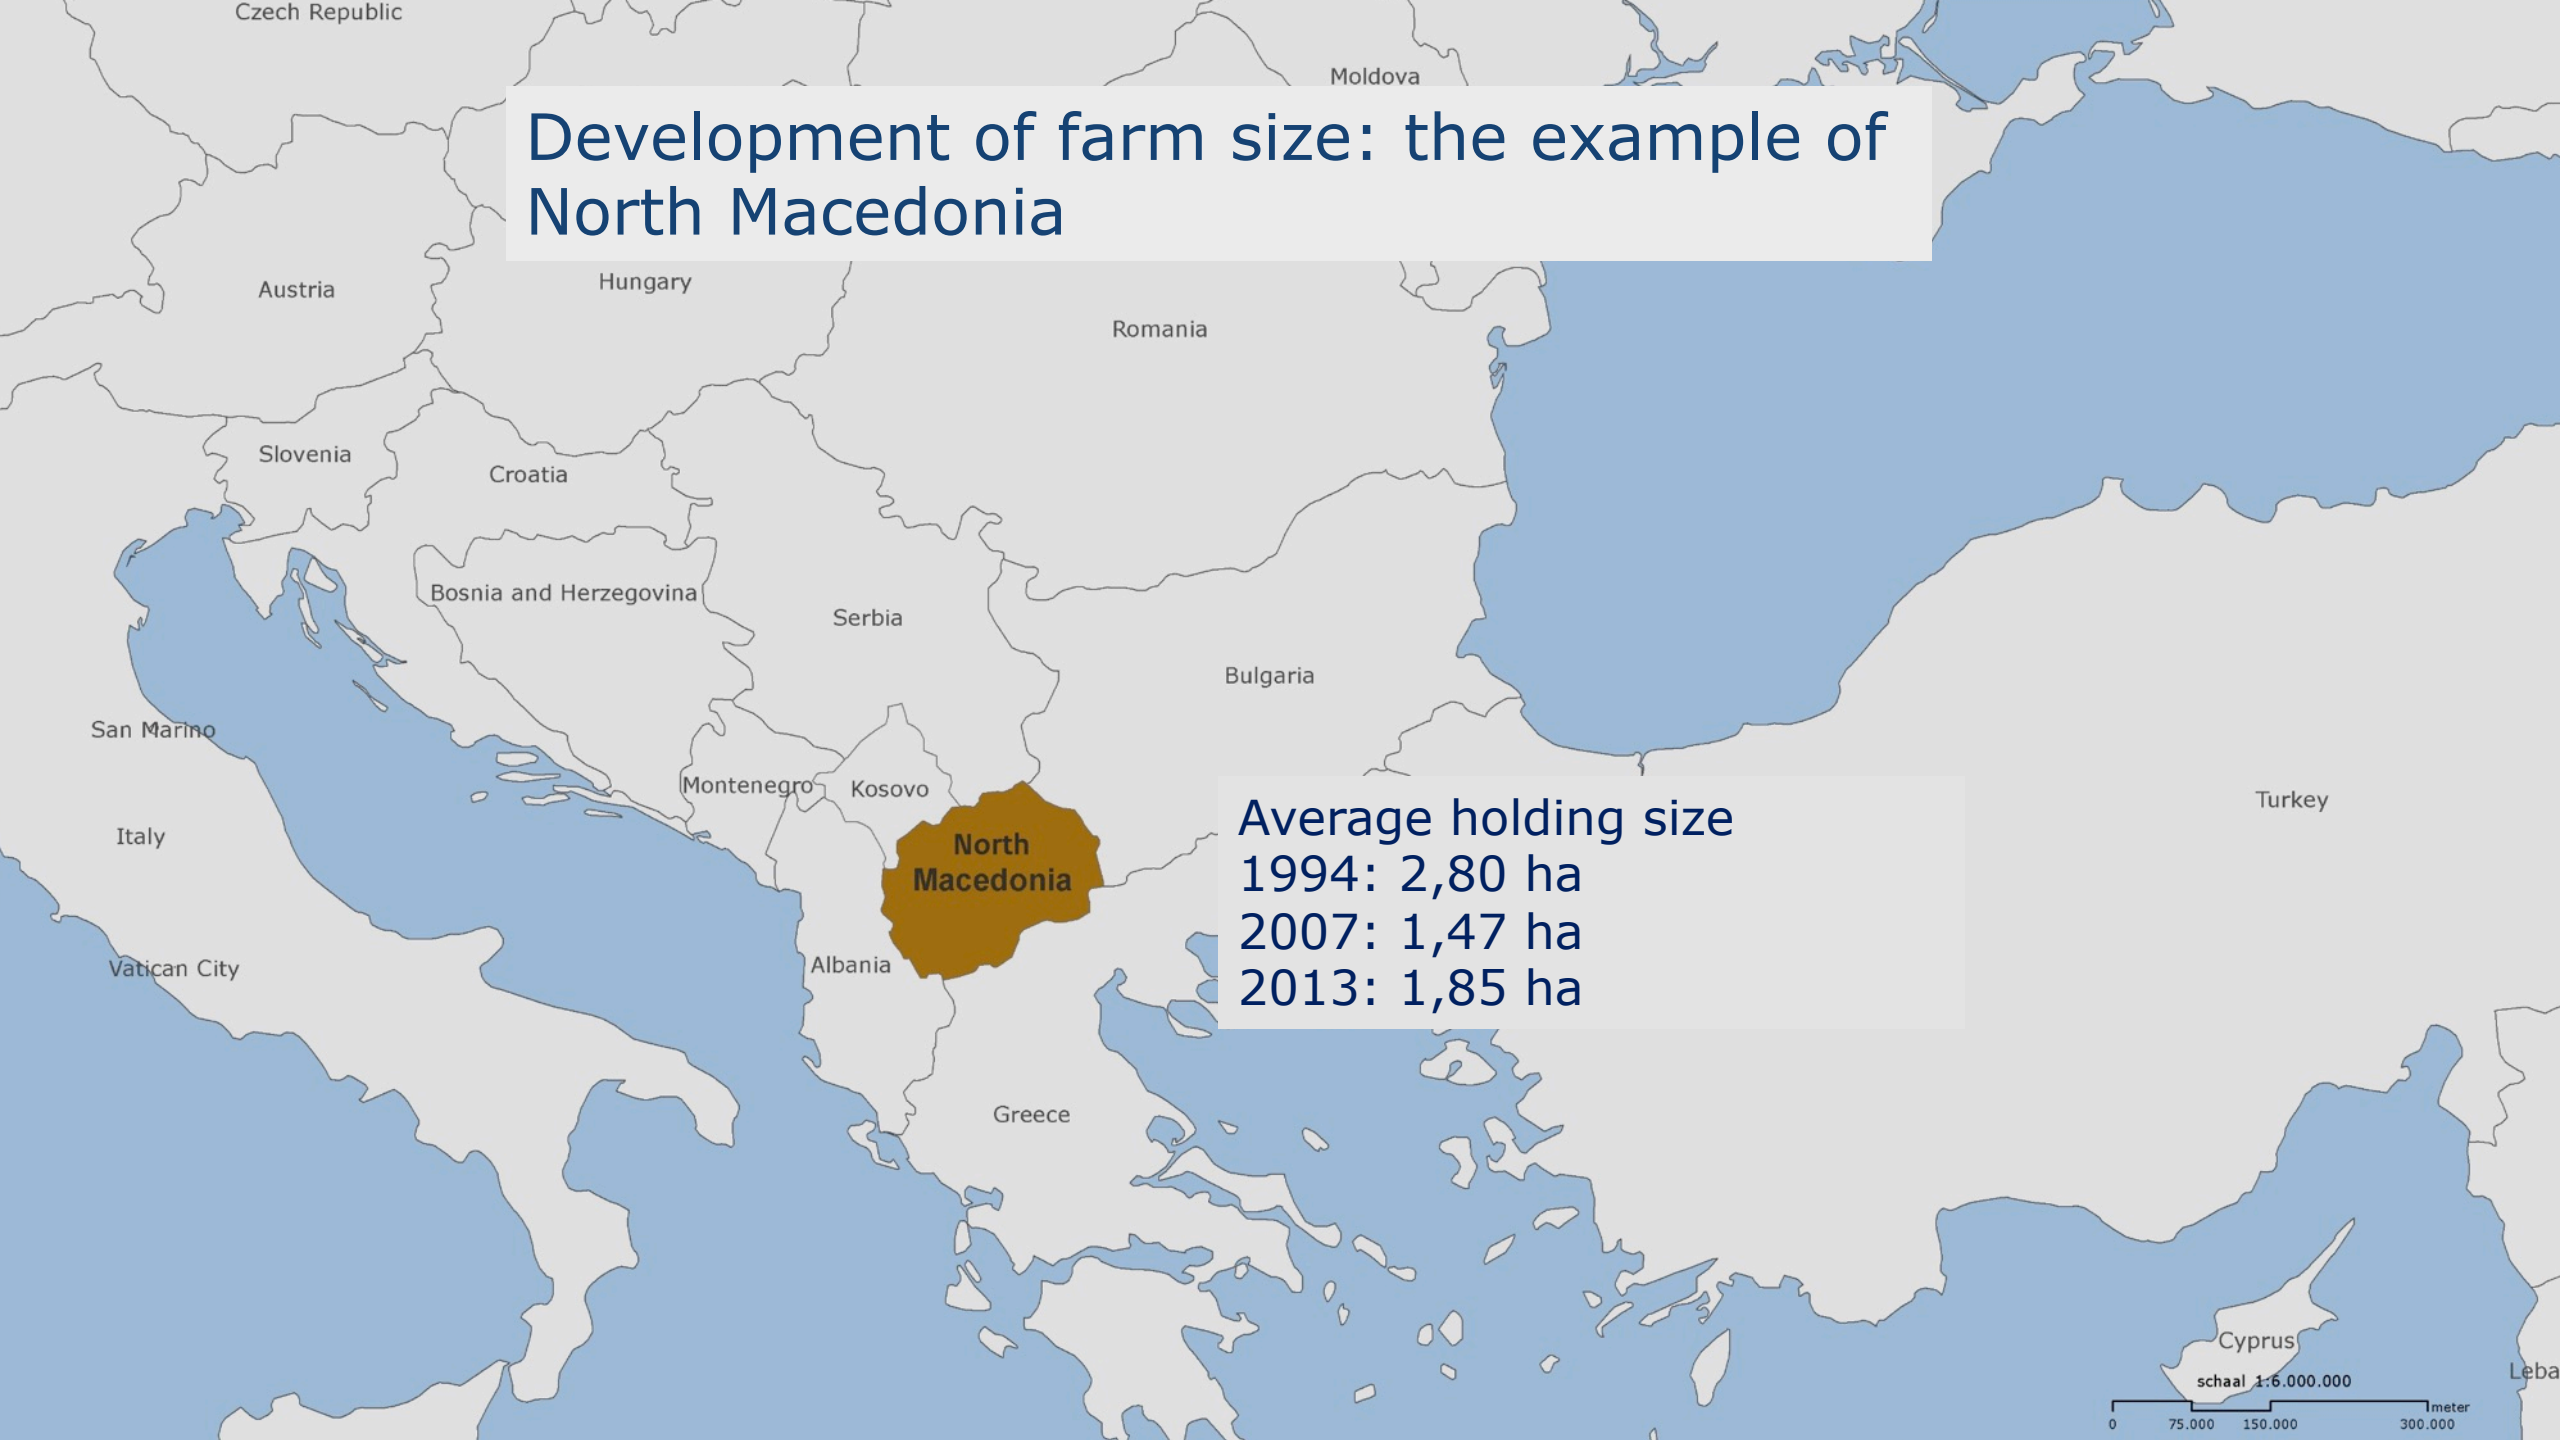 Czech Republic
Moldova
Development of farm size: the example of
North Macedonia
Hungary
Austria
Romania
Slovenia
Croatia
Bosnia and Herzegovina
Serbia
Bulgaria
San Marino
Montenegro
Kosovo
Turkey
Italy
North
Macedonia
Average holding size
1994: 2,80 ha
2007: 1,47 ha
2013: 1,85 ha
Albania
Vatican City
Greece
Cyprus
Leba
schaal 1:6.000.000
meter
0 75.000 150.000 300.000